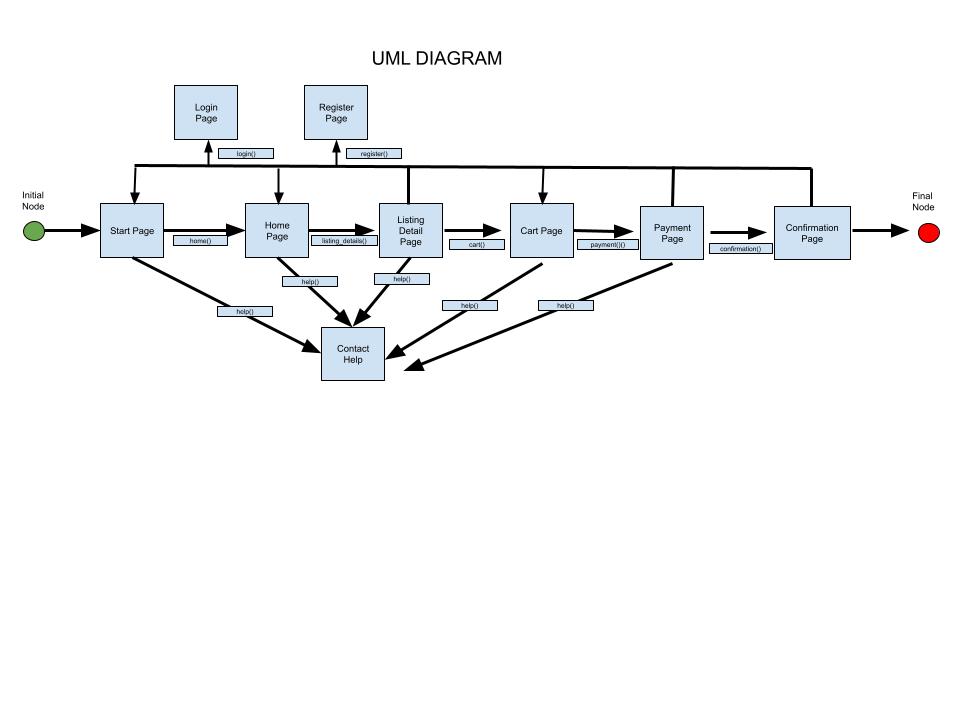 UML DIAGRAM
Login
Page
Register
Page
login()
register()
Initial
Node
Final
Node
Start Page
Home
Page
Listing
Detail
Page
Cart Page
Payment
Page
Confirmation
Page
home()
listing_details()
cart()
payment()()
confirmation()
help()
help()
help()
help()
help()
Contact
Help